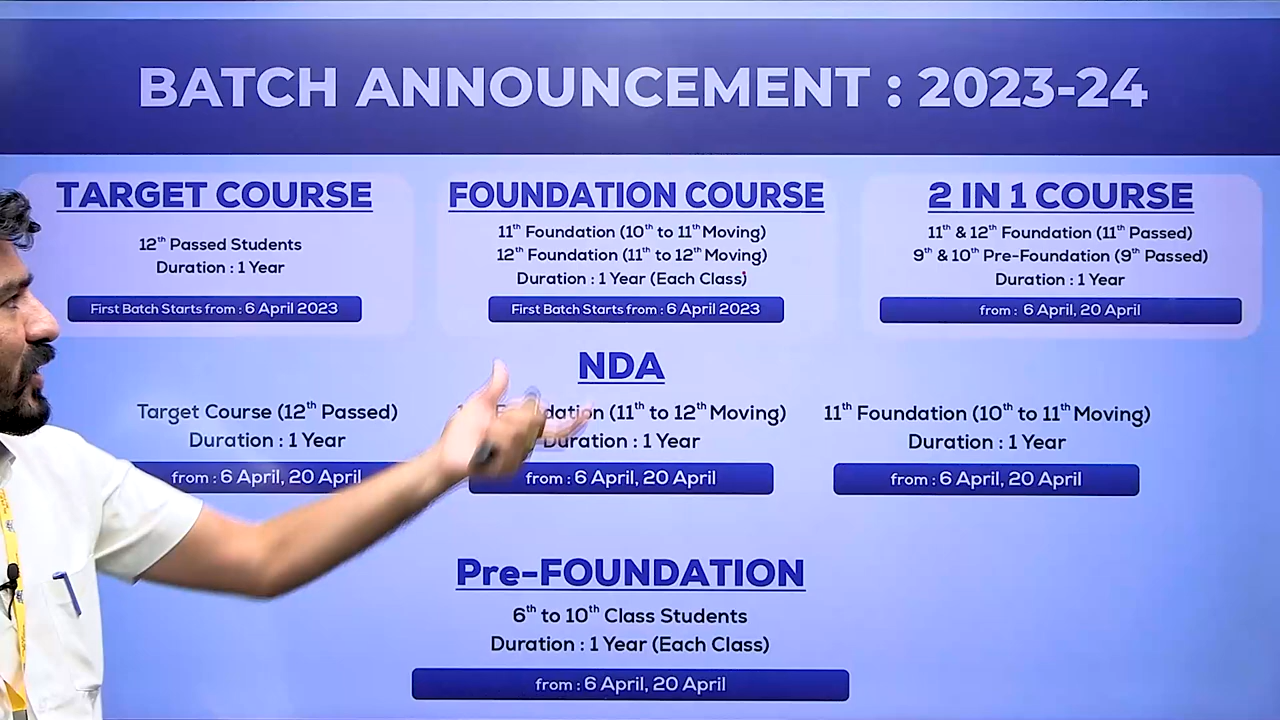 BATCH ANNOUNCEMENT : 2023-24
TARGET COURSE
12th Passed Students
Duration : 1 Year
First Batch Starts from : 6 April 2023
FOUNDATION COURSE
11th Foundation (10th to 11th Moving)
12th Foundation (11th to 12th Moving)
Duration : 1 Year (Each Class)
First Batch Starts from : 6 April 2023
2 IN 1 COURSE
11th & 12th Foundation (11th Passed)
9th & 10th Pre-Foundation (9th Passed)
Duration : 1 Year
from : 6 April, 20 April
NDA
Target Course (12th Passed)
Duration : 1 Year
from : 6 April, 20 April
(11th to 12th Moving)
Duration : 1 Year
from : 6 April, 20 April
11th Foundation (10th to 11th Moving)
Duration : 1 Year
from : 6 April, 20 April
Pre-FOUNDATION
6th to 10th Class Students
Duration : 1 Year (Each Class)
from : 6 April, 20 April